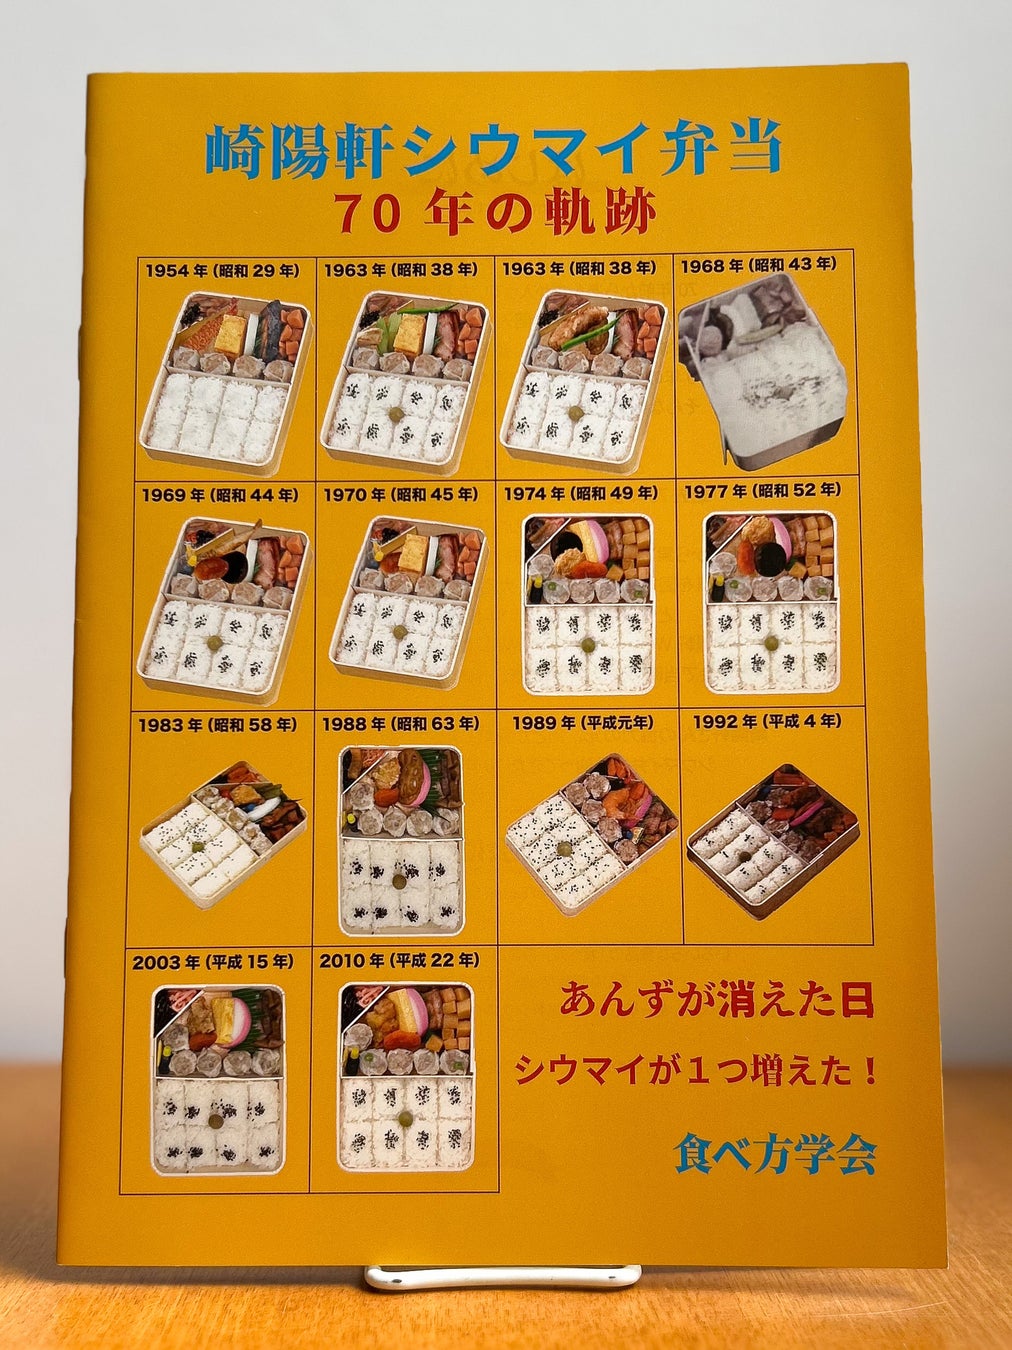 崎陽軒シウマイ弁当
70年の軌跡
1954年(昭和29年)
1963年(昭和38年)
1963年(昭和38年)
1968年(昭和43年)
1969年(昭和44年)
1970年(昭和45年)
1974年(昭和49年)
1977年(昭和52年)
1983年(昭和58年)
1988年(昭和63年)
1989年(平成元年)
1992年(平成4年)
2003年(平成15年)
2010年(平成22年)
あんずが消えた日
シウマイが1つ増えた!
食べ方学会